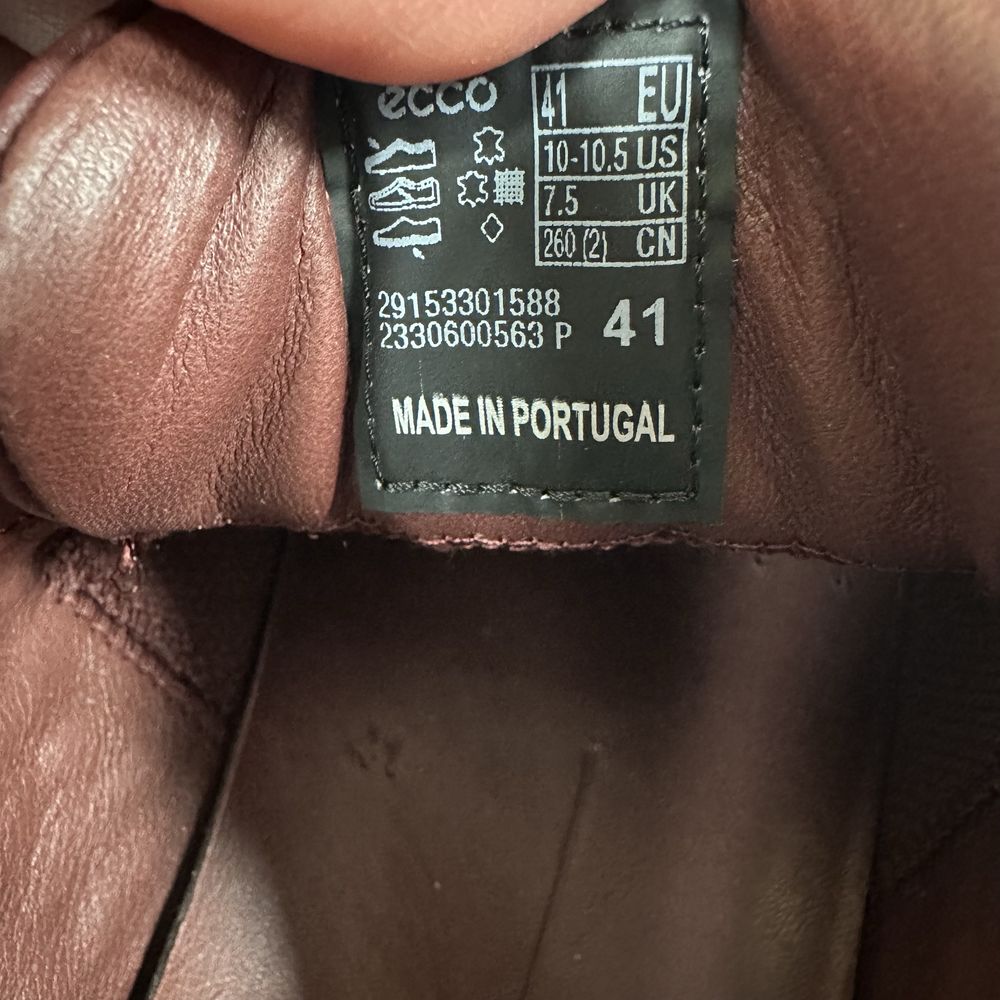 ecco
41 EU
10-10.5 US
7.5 UK
260 (2) CN
29153301588
2330600563 P 41
MADE IN PORTUGAL